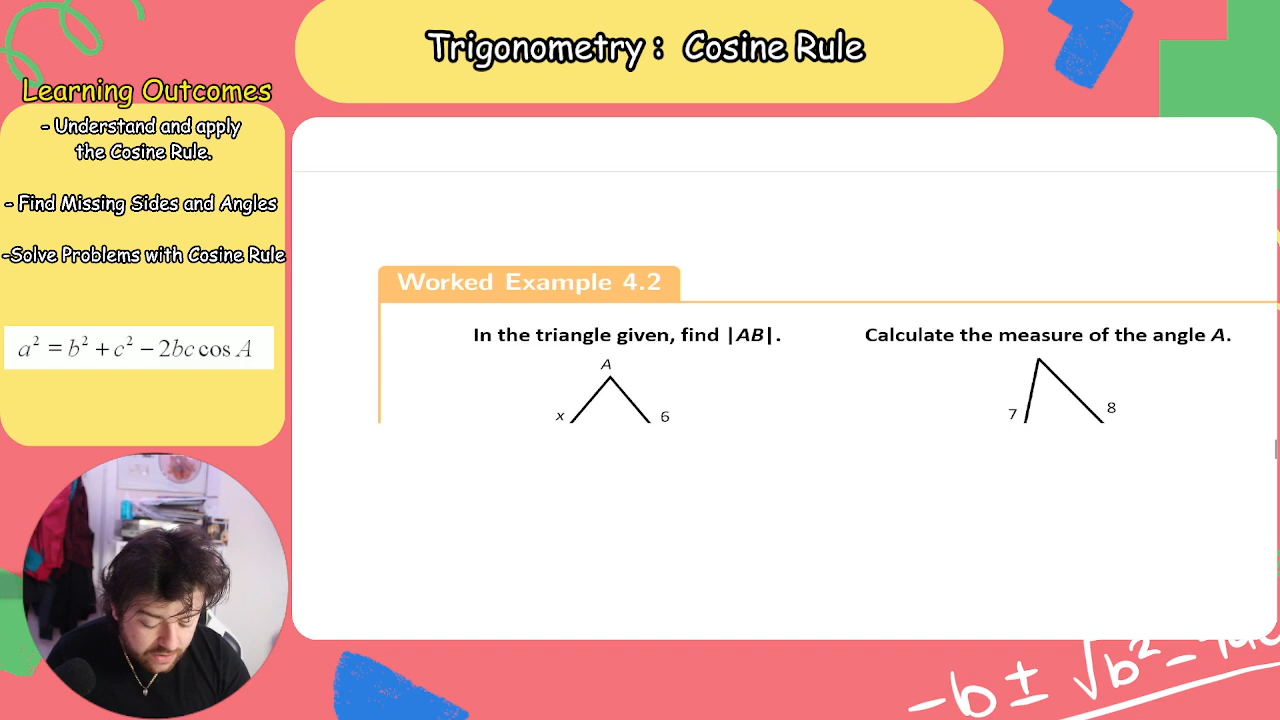 Trigonometry : Cosine Rule
Learning Outcomes
- Understand and apply
the Cosine Rule.
- Find Missing Sides and Angles
-Solve Problems with Cosine Rule
a² = b² + c² − 2bc cos A
Worked Example 4.2
In the triangle given, find |AB|.
A
x
6
Calculate the measure of the angle A.
7
8
-b ± √b² - 4ac